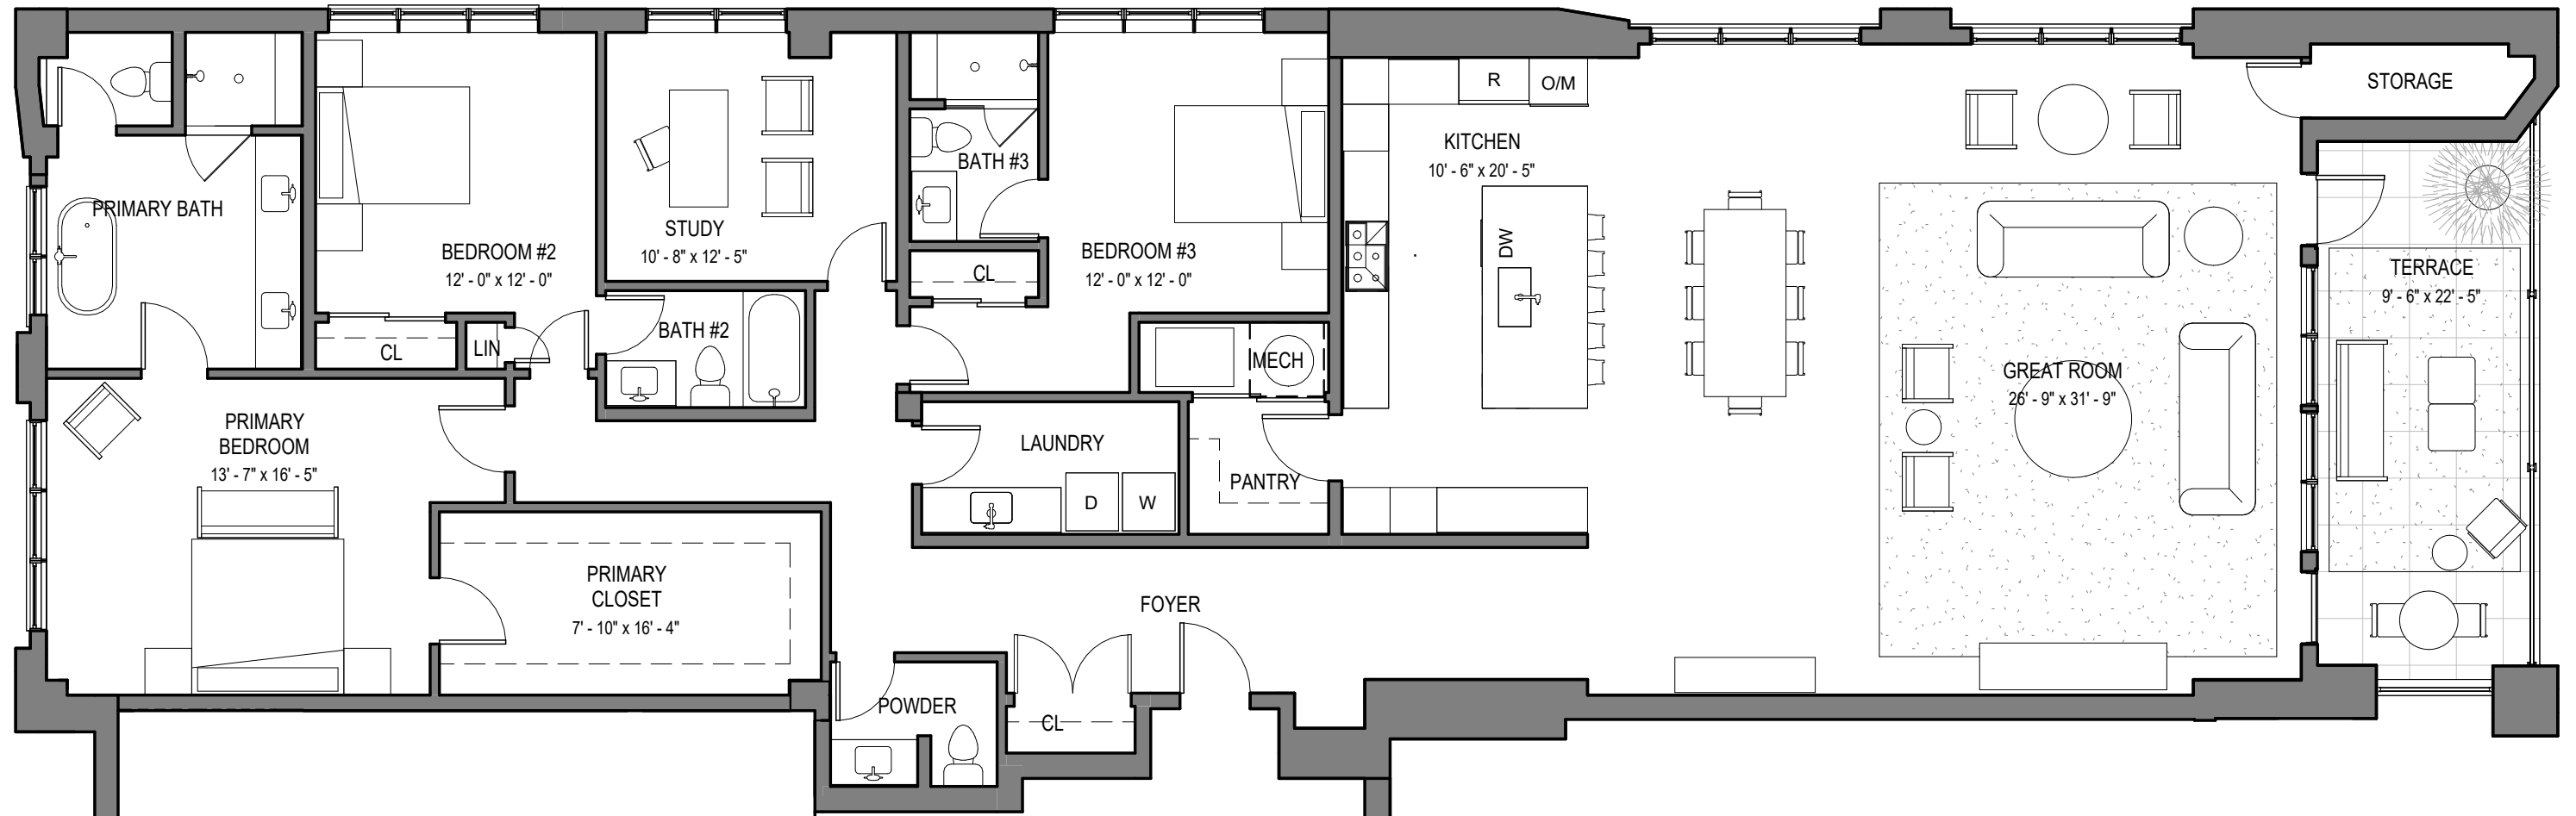 PRIMARY BATH
BEDROOM #2
12' - 0" x 12' - 0"
CL
LIN
STUDY
10' - 8" x 12' - 5"
BATH #2
BATH #3
CL
BEDROOM #3
12' - 0" x 12' - 0"
MECH
KITCHEN
10' - 6" x 20' - 5"
R
O/M
DW
STORAGE
TERRACE
9' - 6" x 22' - 5"
GREAT ROOM
26' - 9" x 31' - 9"
PRIMARY
BEDROOM
13' - 7" x 16' - 5"
LAUNDRY
D
W
PANTRY
PRIMARY
CLOSET
7' - 10" x 16' - 4"
FOYER
POWDER
CL